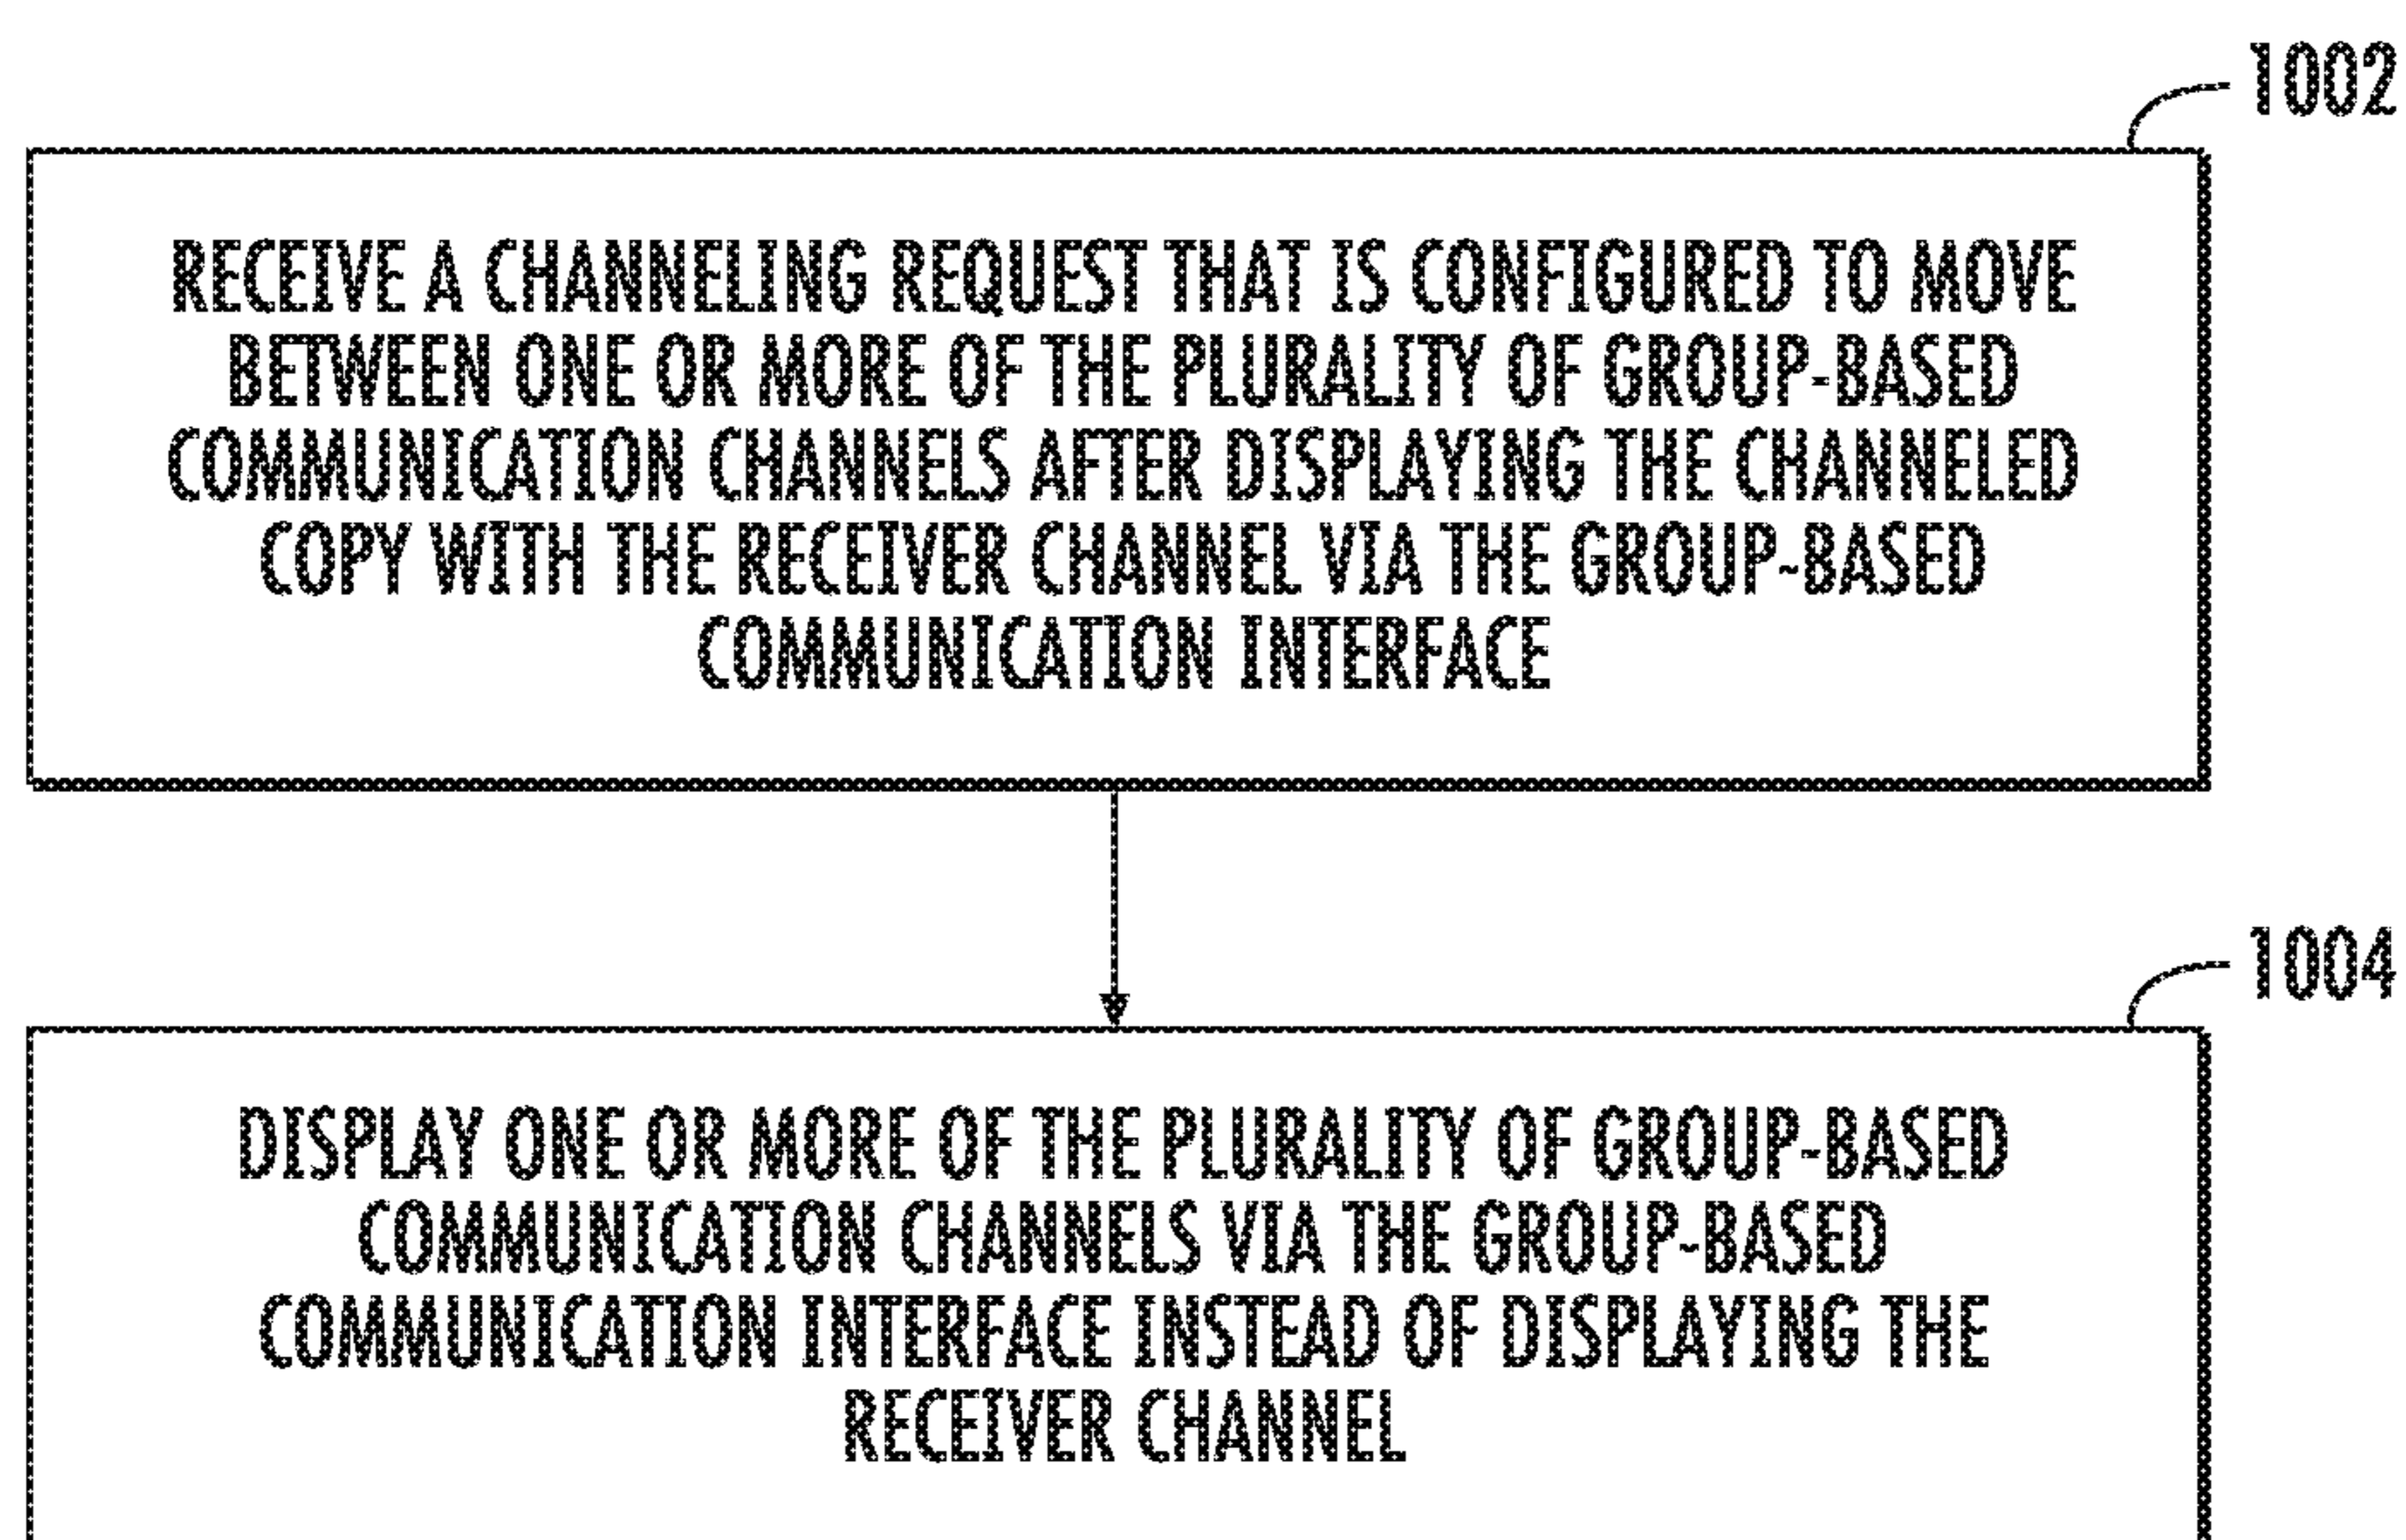 1002
RECEIVE A CHANNELING REQUEST THAT IS CONFIGURED TO MOVE
BETWEEN ONE OR MORE OF THE PLURALITY OF GROUP-BASED
COMMUNICATION CHANNELS AFTER DISPLAYING THE CHANNELED
COPY WITH THE RECEIVER CHANNEL VIA THE GROUP-BASED
COMMUNICATION INTERFACE
1004
DISPLAY ONE OR MORE OF THE PLURALITY OF GROUP-BASED
COMMUNICATION CHANNELS VIA THE GROUP-BASED
COMMUNICATION INTERFACE INSTEAD OF DISPLAYING THE
RECEIVER CHANNEL